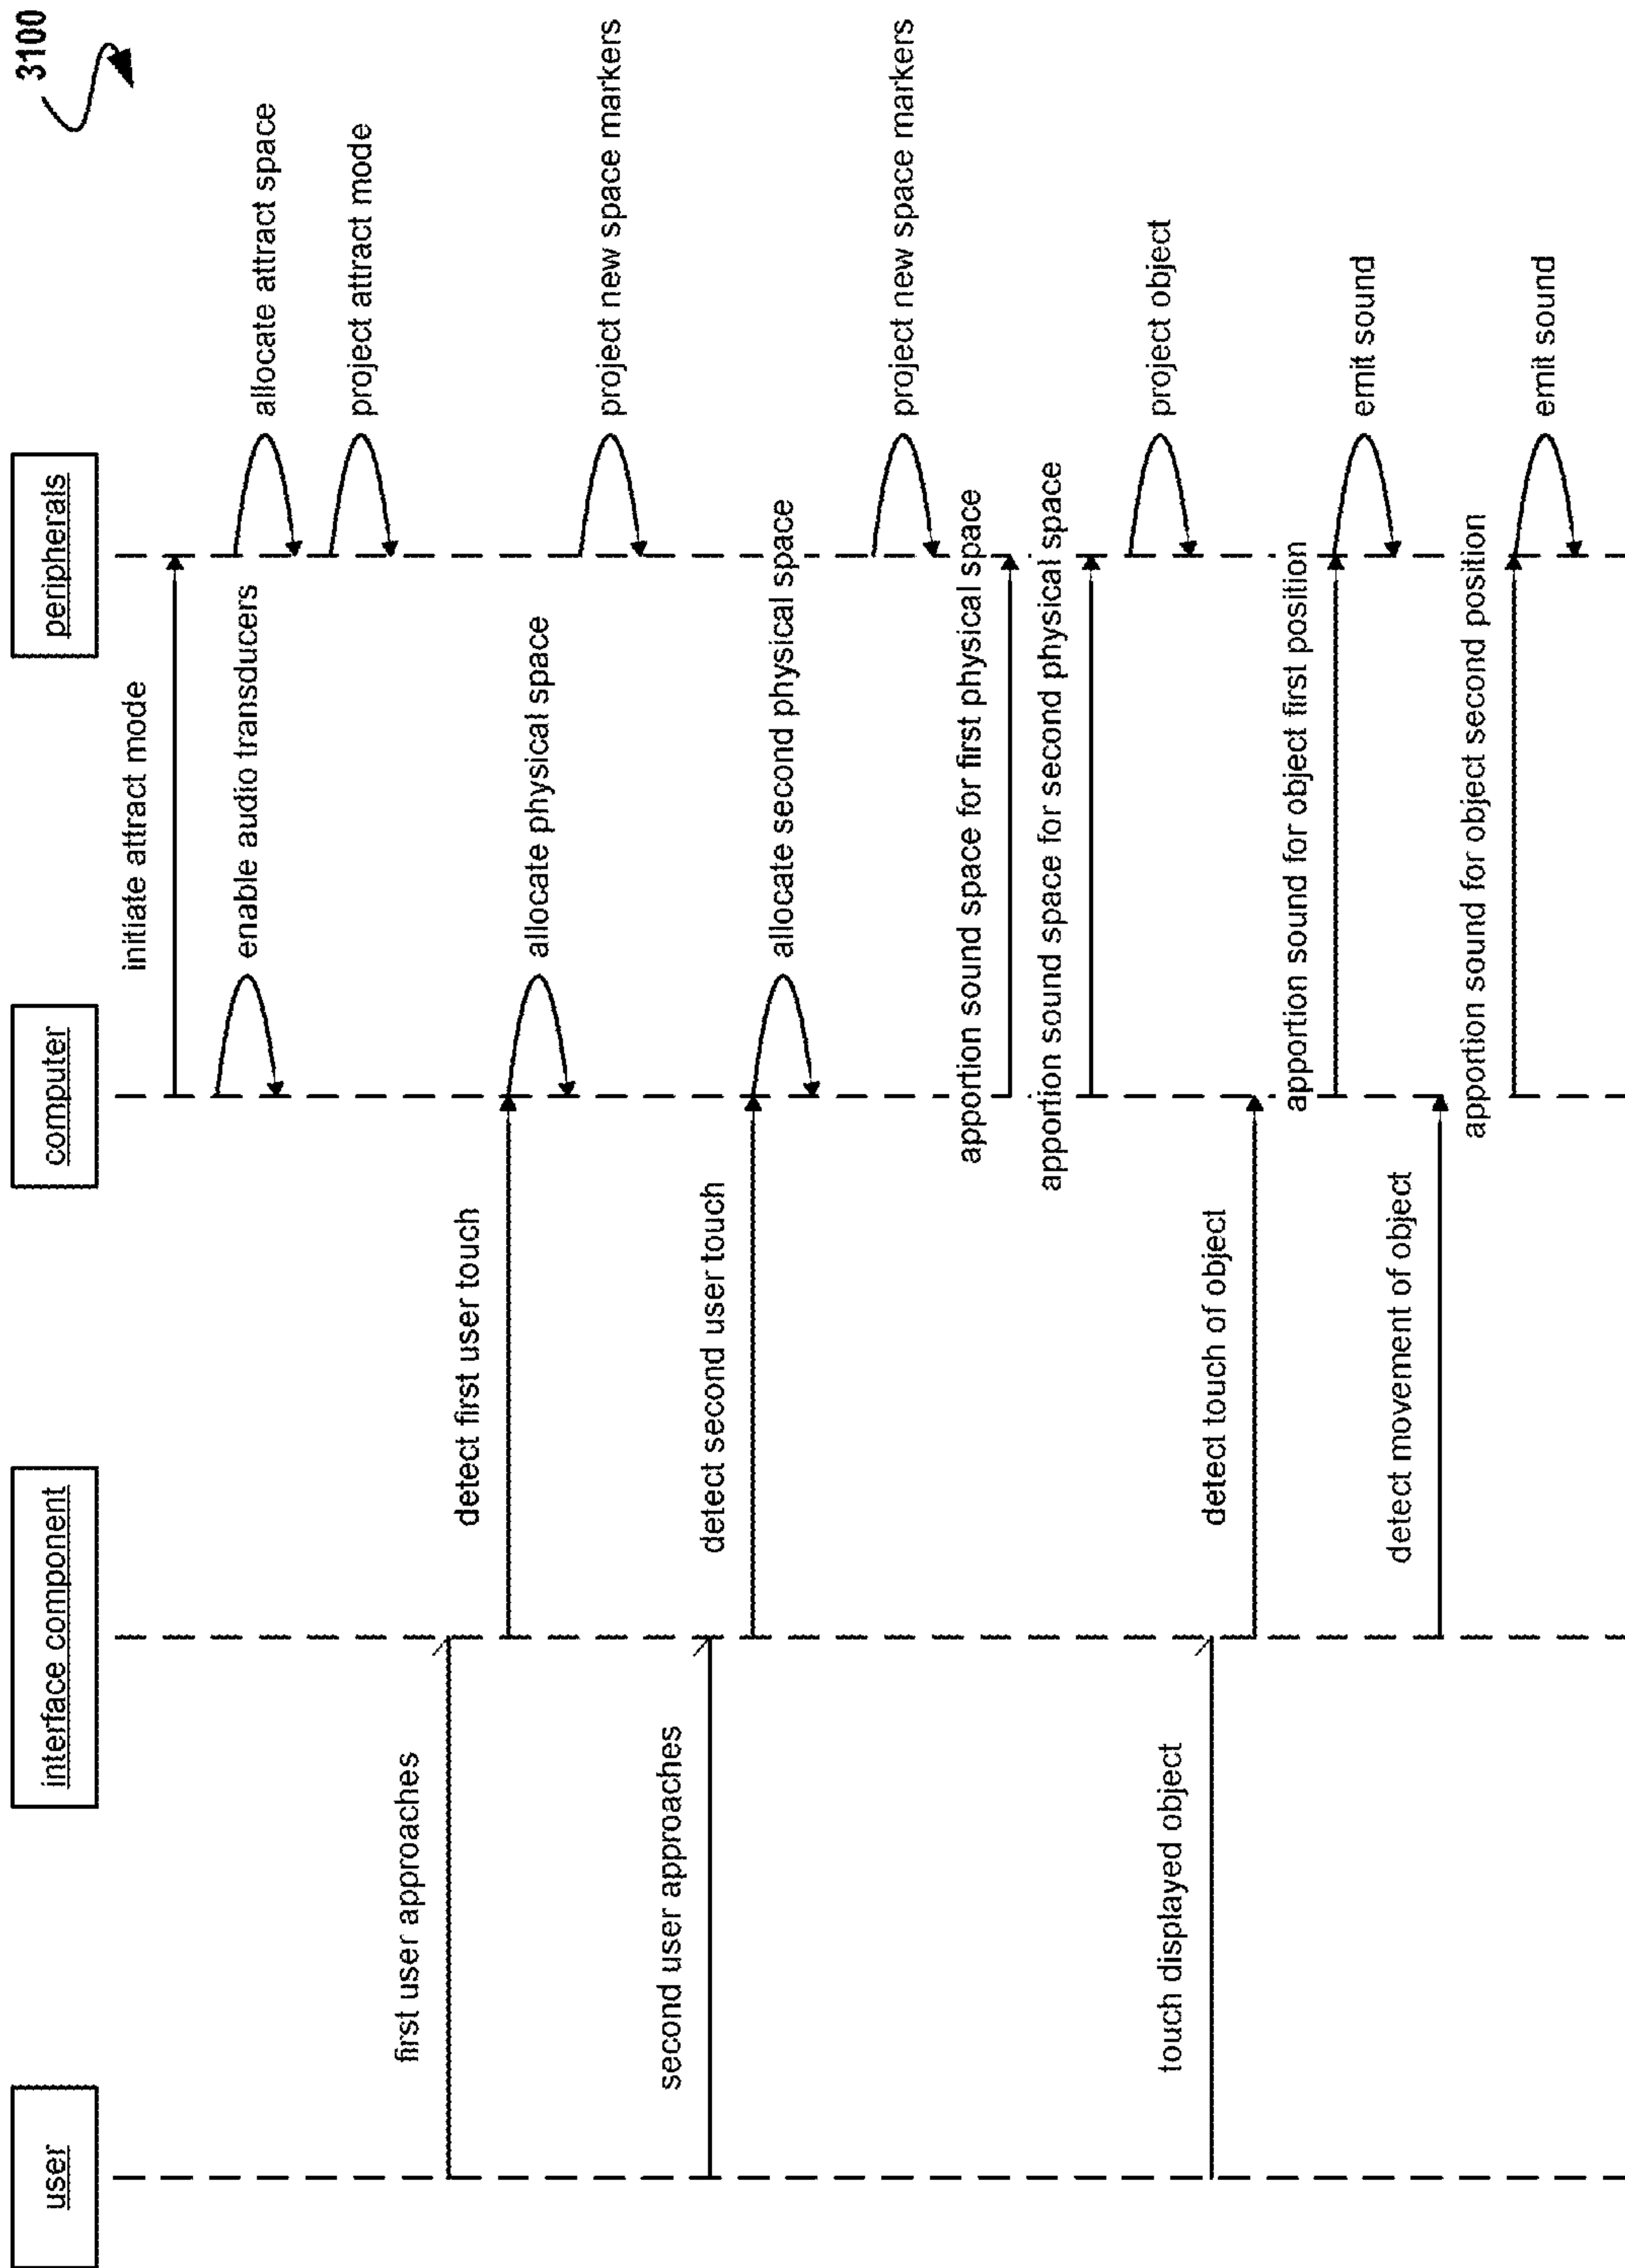 3100
user
interface component
computer
peripherals
initiate attract mode
enable audio transducers
allocate attract space
project attract mode
first user approaches
detect first user touch
allocate physical space
project new space markers
second user approaches
detect second user touch
allocate second physical space
project new space markers
apportion sound space for first physical space
apportion sound space for second physical space
project object
touch displayed object
detect touch of object
apportion sound for object first position
emit sound
detect movement of object
apportion sound for object second position
emit sound